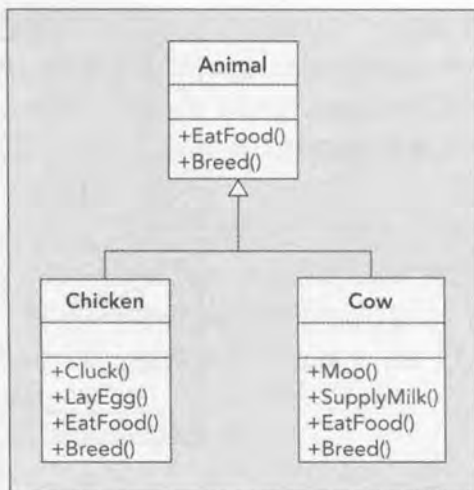 Animal
+EatFood()
+Breed()
Chicken
+Cluck()
+LayEgg()
+EatFood()
+Breed()
Cow
+Moo()
+SupplyMilk()
+EatFood()
+Breed()